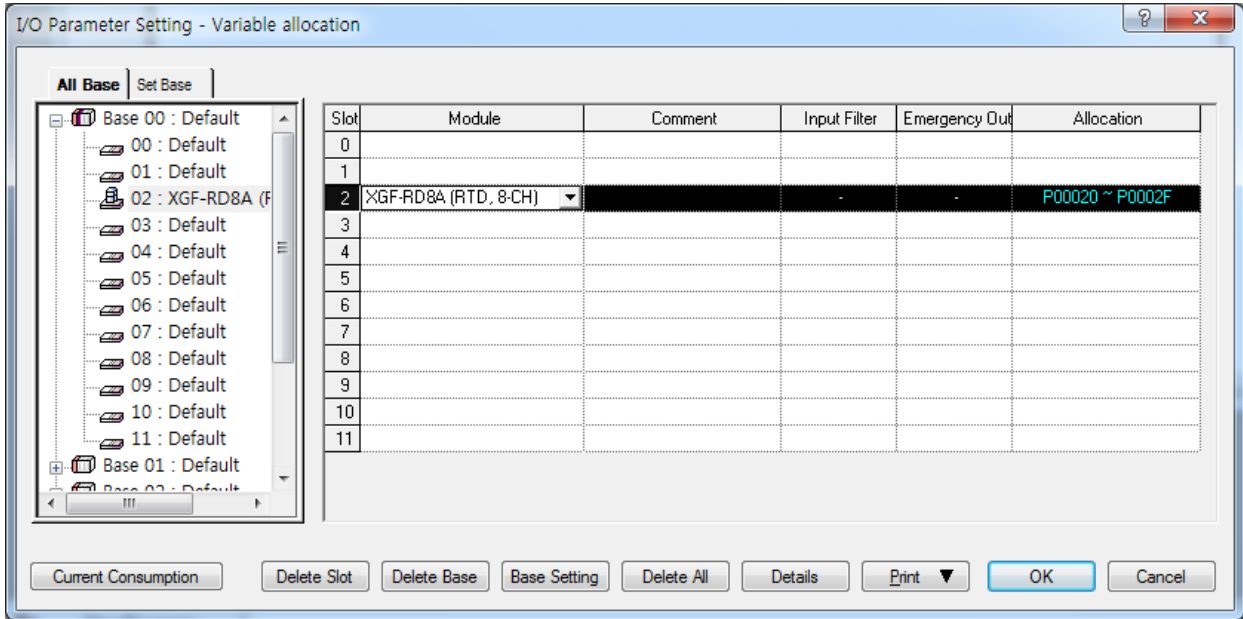 I/O Parameter Setting - Variable allocation
All Base Set Base
Base 00 : Default
00 : Default
01 : Default
02 : XGF-RD8A (F
03 : Default
04 : Default
05 : Default
06 : Default
07 : Default
08 : Default
09 : Default
10 : Default
11 : Default
Base 01 : Default
Base 02 : Default
Slot Module Comment Input Filter Emergency Out Allocation
0
1
2 XGF-RD8A (RTD, 8-CH) - - P00020 ~ P0002F
3
4
5
6
7
8
9
10
11
Current Consumption Delete Slot Delete Base Base Setting Delete All Details Print ▼ OK Cancel